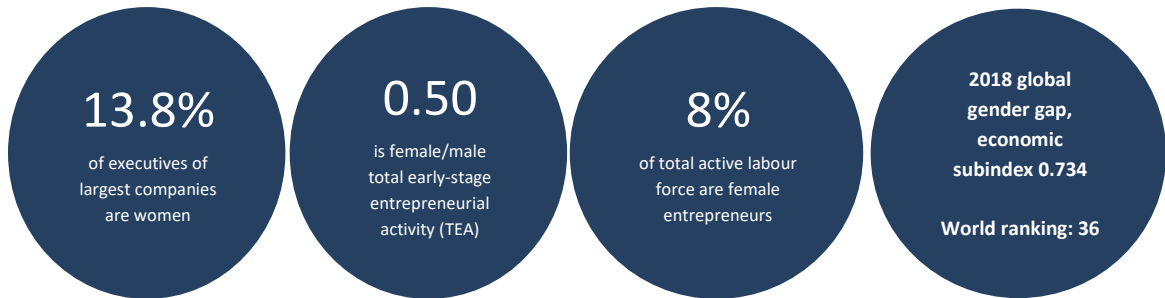 13.8%
of executives of
largest companies
are women
0.50
is female/male
total early-stage
entrepreneurial
activity (TEA)
8%
of total active labour
force are female
entrepreneurs
2018 global
gender gap,
economic
subindex 0.734
World ranking: 36